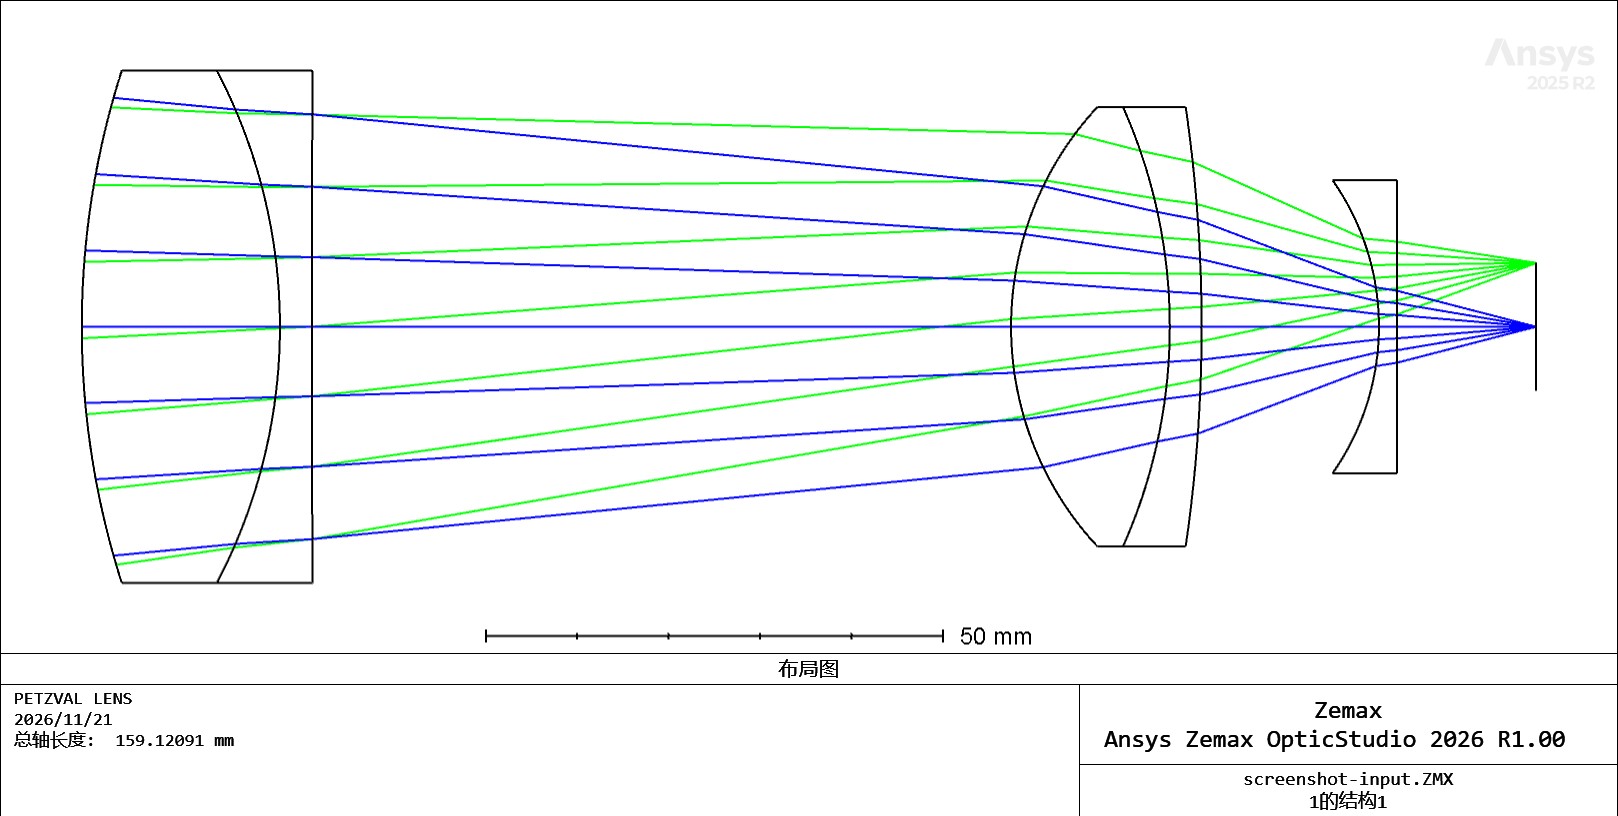 Ansys
2025 R2
50 mm
布局图
PETZVAL LENS
2026/11/21
总轴长度: 159.12091 mm
Zemax
Ansys Zemax OpticStudio 2026 R1.00
screenshot-input.ZMX
1的结构1